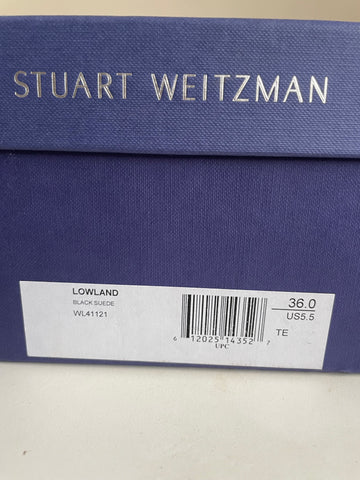 STUART WEITZMAN
LOWLAND
BLACK SUEDE
WL41121
36.0
US5.5
TE
6 12025 14352 7
UPC